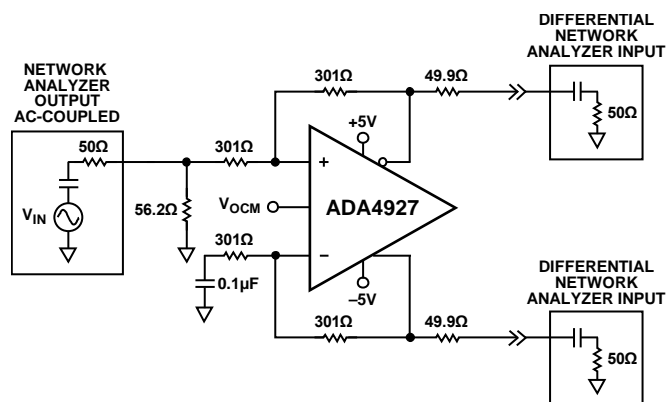 DIFFERENTIAL
NETWORK
ANALYZER INPUT
NETWORK
ANALYZER
OUTPUT
AC-COUPLED
301Ω
49.9Ω
50Ω
+5V
50Ω
301Ω
+
VIN
56.2Ω
VOCM
ADA4927
301Ω
–
0.1µF
–5V
DIFFERENTIAL
NETWORK
ANALYZER INPUT
301Ω
49.9Ω
50Ω